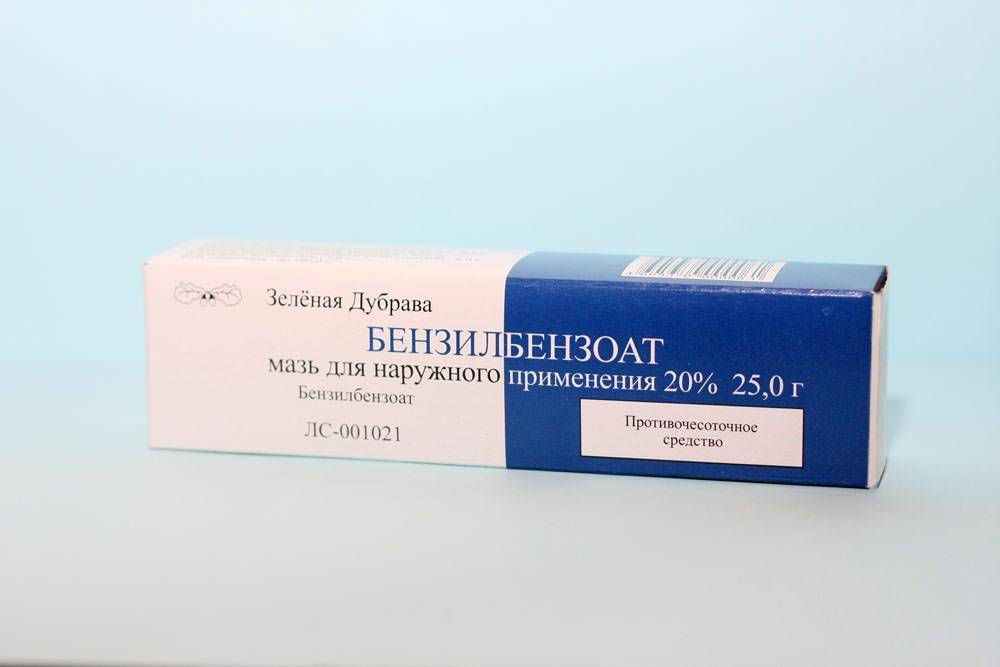 Зелёная Дубрава
БЕНЗИЛБЕНЗОАТ
мазь для наружного применения 20% 25,0 г
Бензилбензоат
ЛС-001021
Противочесоточное
средство